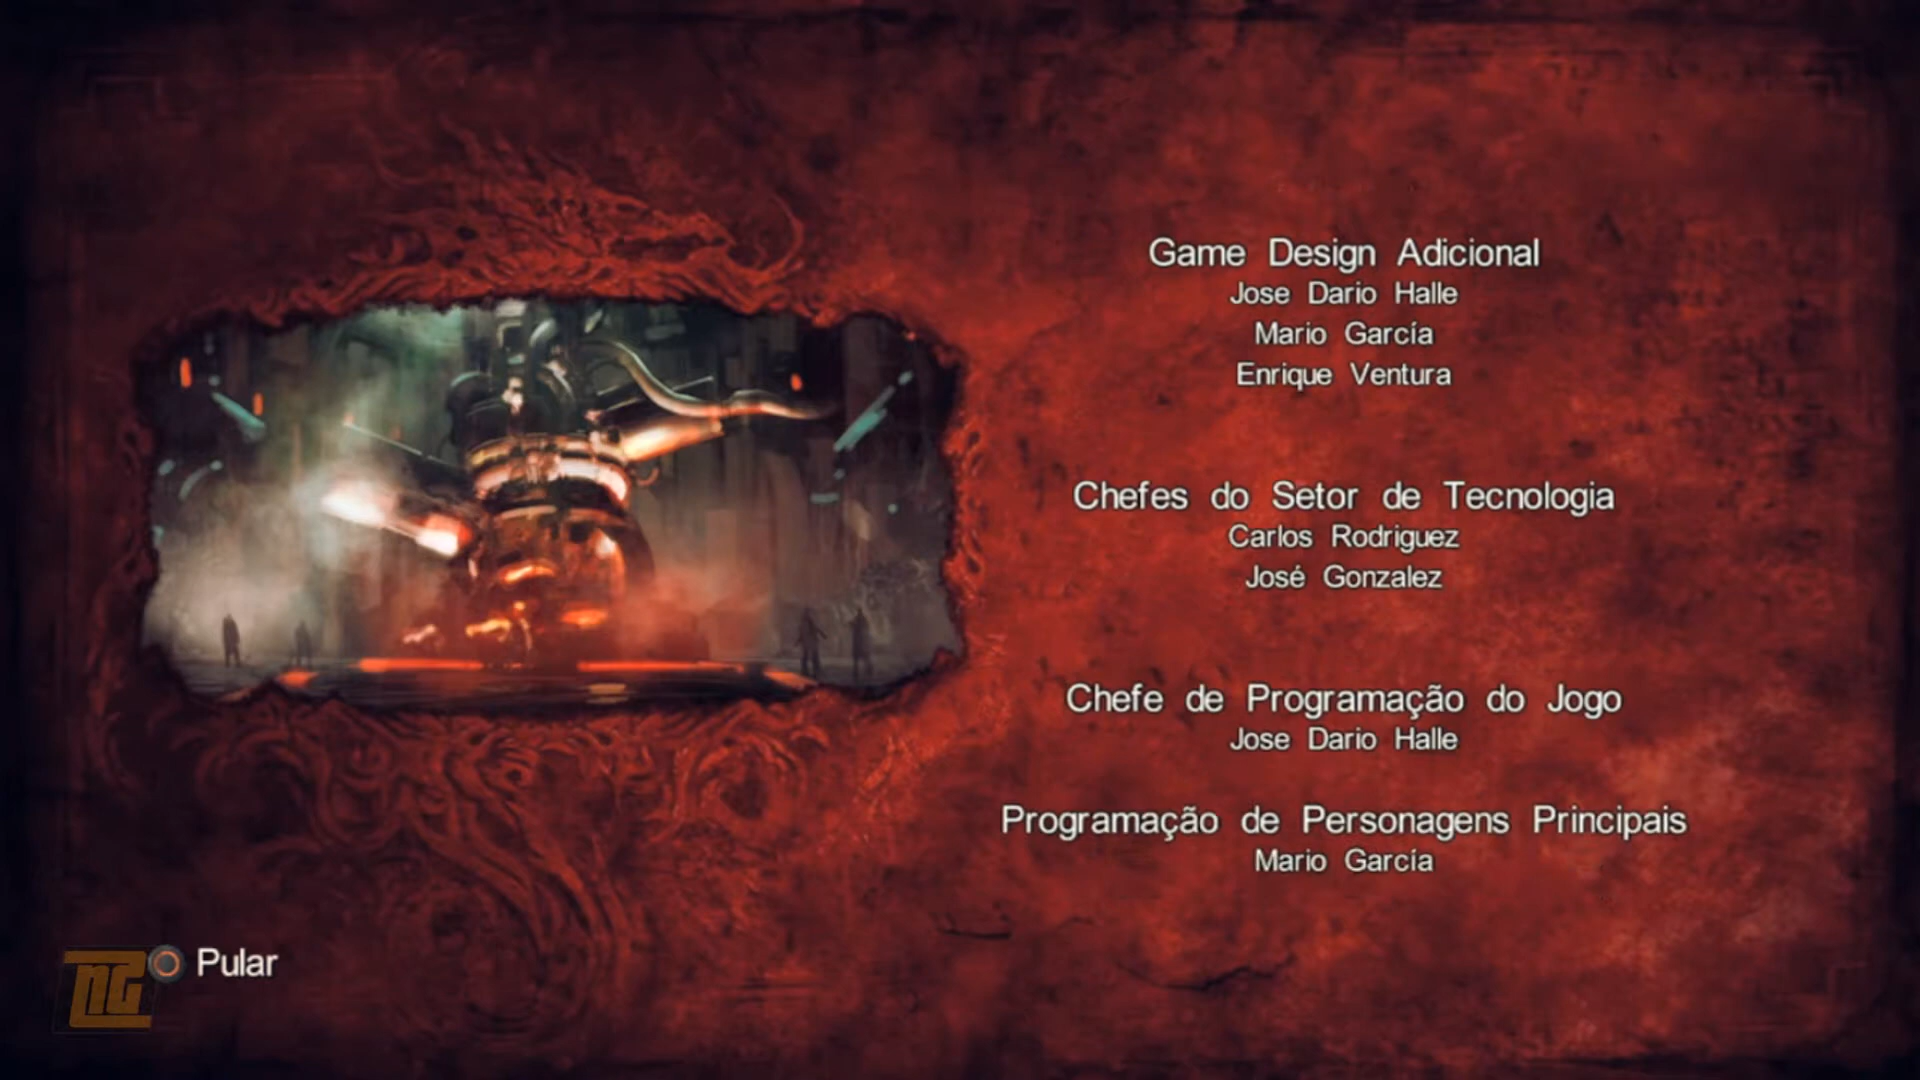 Game Design Adicional
Jose Dario Halle
Mario García
Enrique Ventura
Chefes do Setor de Tecnologia
Carlos Rodriguez
José Gonzalez
Chefe de Programação do Jogo
Jose Dario Halle
Programação de Personagens Principais
Mario García
Pular